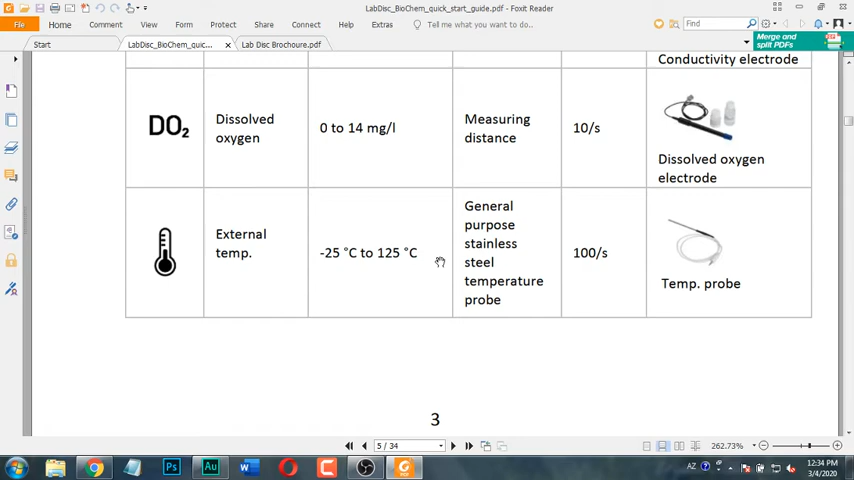 LabDisc_BioChem_quick_start_guide.pdf - Foxit Reader
File
Home
Comment
View
Form
Protect
Share
Connect
Help
Extras
Tell me what you want to do...
Find
Start
LabDisc_BioChem_quic...
Lab Disc Brochoure.pdf
Merge and
split PDFs
Conductivity electrode
DO2
Dissolved
oxygen
0 to 14 mg/l
Measuring
distance
10/s
Dissolved oxygen
electrode
External
temp.
-25 °C to 125 °C
General
purpose
stainless
steel
temperature
probe
100/s
Temp. probe
3
5 / 34
262.73%
AZ
12:34 PM
3/4/2020